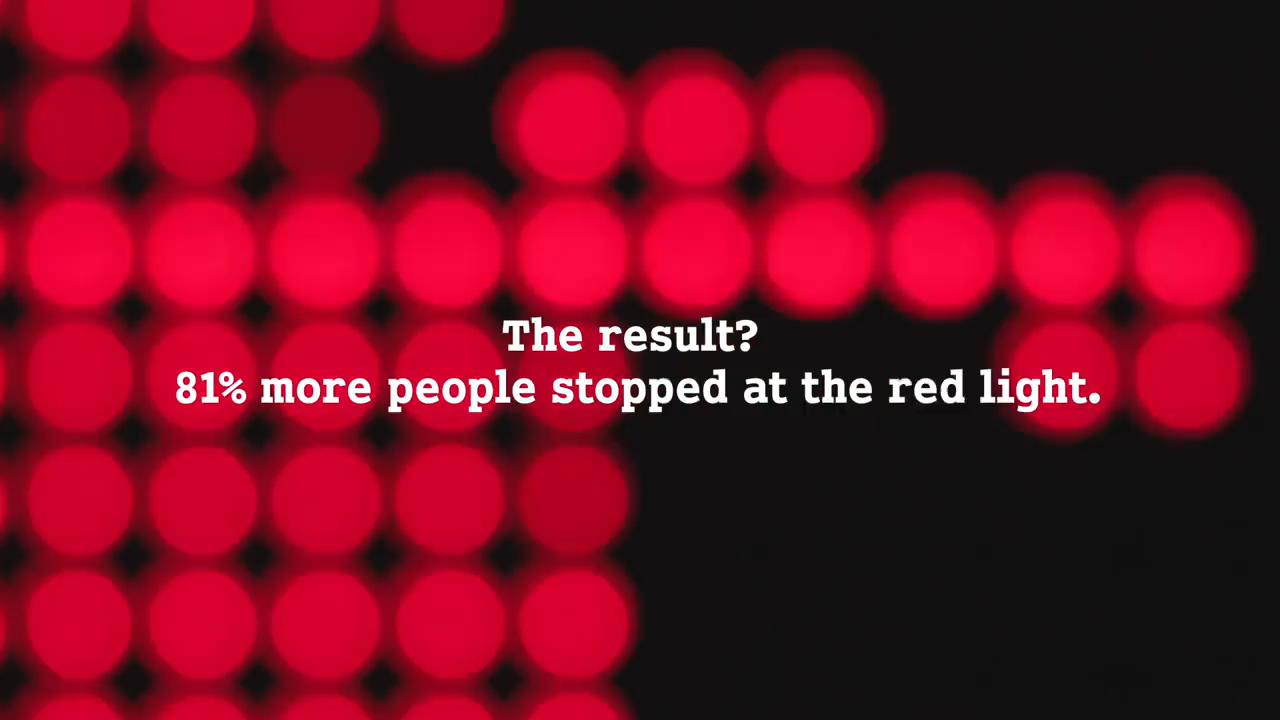 The result?
81% more people stopped at the red light.